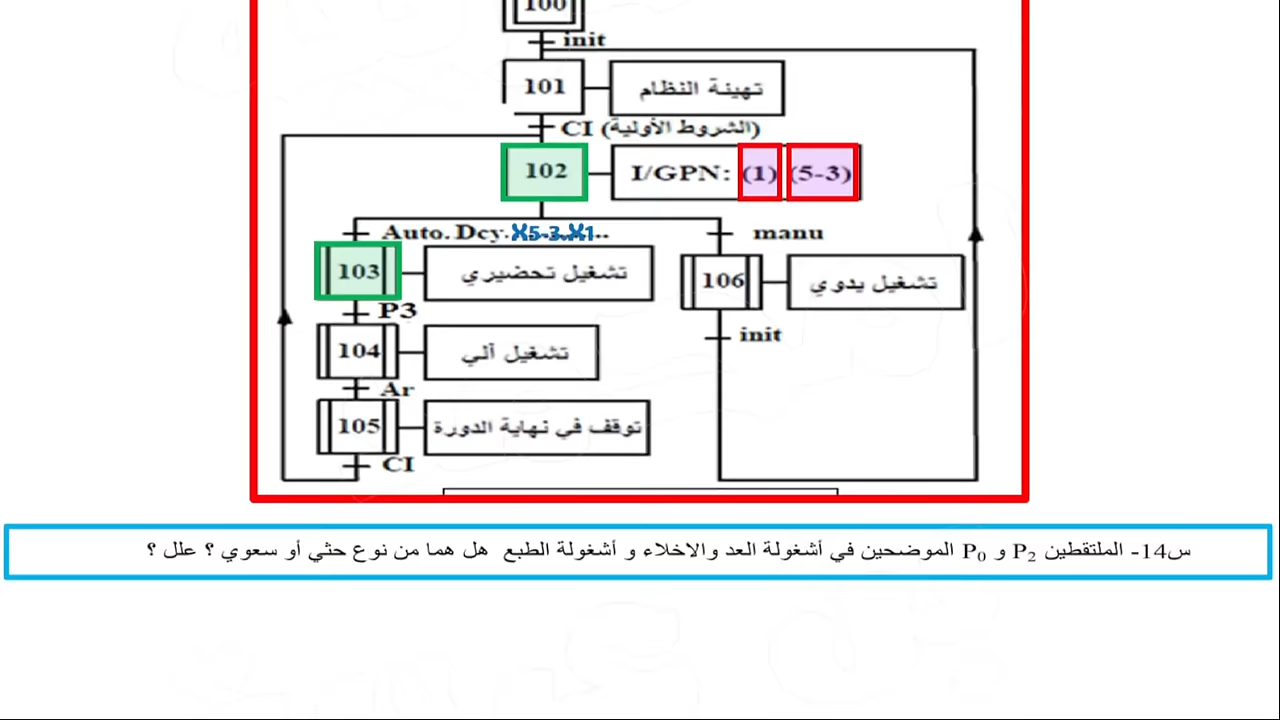 100
init
101 تهيئة النظام
CI (الشروط الأولية)
102 I/GPN: (1) (5-3)
Auto. Dcy. X5-3.X1.. manu
103 تشغيل تحضيري 106 تشغيل يدوي
P3 init
104 تشغيل آلي
Ar
105 توقف في نهاية الدورة
CI
س14- الملتقطين P₂ و P₀ الموضحين في أشغولة العد والاخلاء و أشغولة الطبع هل هما من نوع حثي أو سعوي ؟ علل ؟